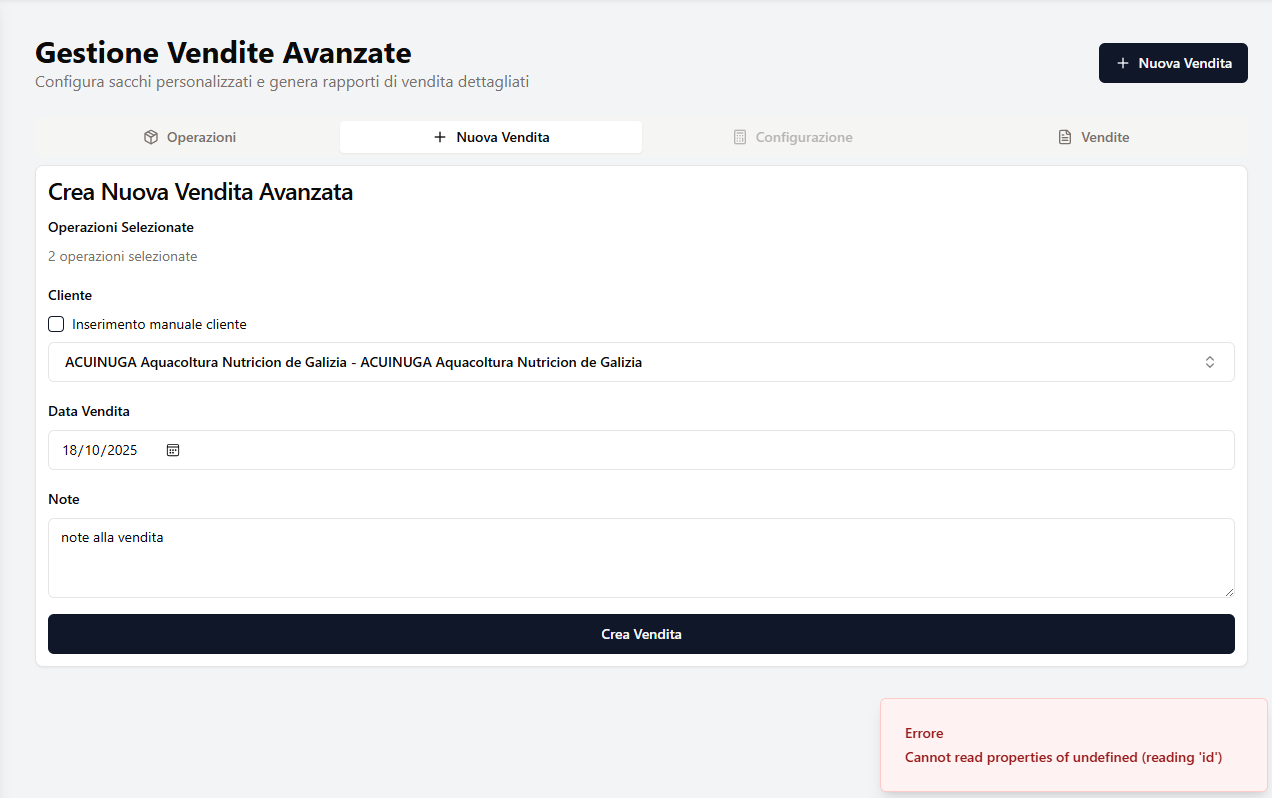 Gestione Vendite Avanzate
Configura sacchi personalizzati e genera rapporti di vendita dettagliati
Nuova Vendita
Operazioni
Nuova Vendita
Configurazione
Vendite
Crea Nuova Vendita Avanzata
Operazioni Selezionate
2 operazioni selezionate
Cliente
Inserimento manuale cliente
ACUINUGA Aquacoltura Nutricion de Galizia - ACUINUGA Aquacoltura Nutricion de Galizia
Data Vendita
18/10/2025
Note
note alla vendita
Crea Vendita
Errore
Cannot read properties of undefined (reading 'id')